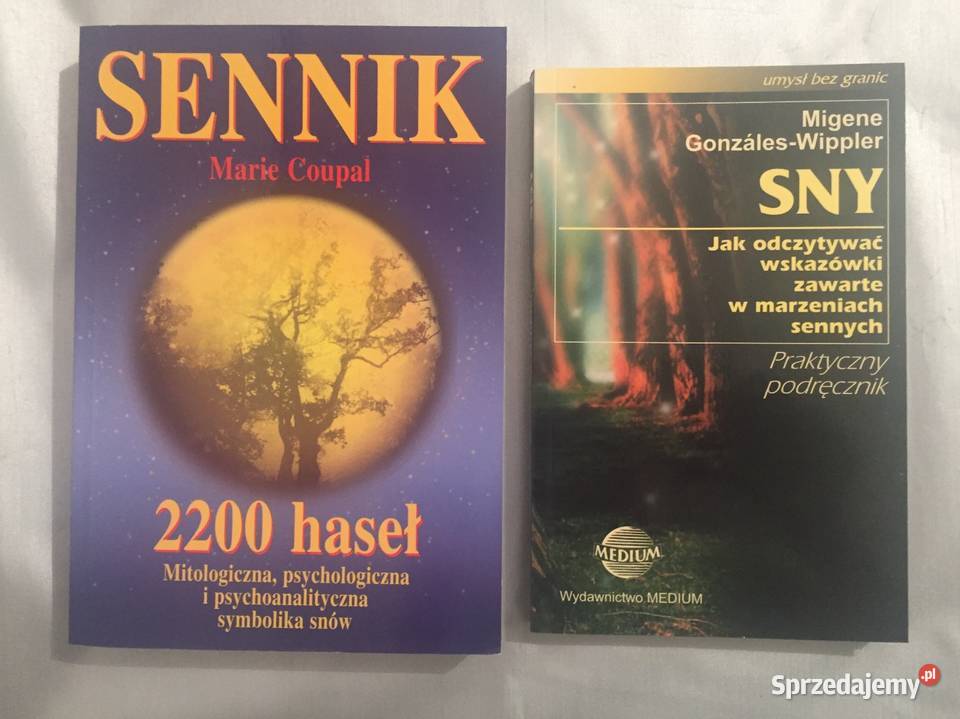 SENNIK
Marie Coupal
2200 haseł
Mitologiczna, psychologiczna
i psychoanalityczna
symbolika snów
umysł bez granic
Migene
Gonzáles-Wippler
SNY
Jak odczytywać
wskazówki
zawarte
w marzeniach
sennych
Praktyczny
podręcznik
MEDIUM
Wydawnictwo MEDIUM
Sprzedajemy.pl